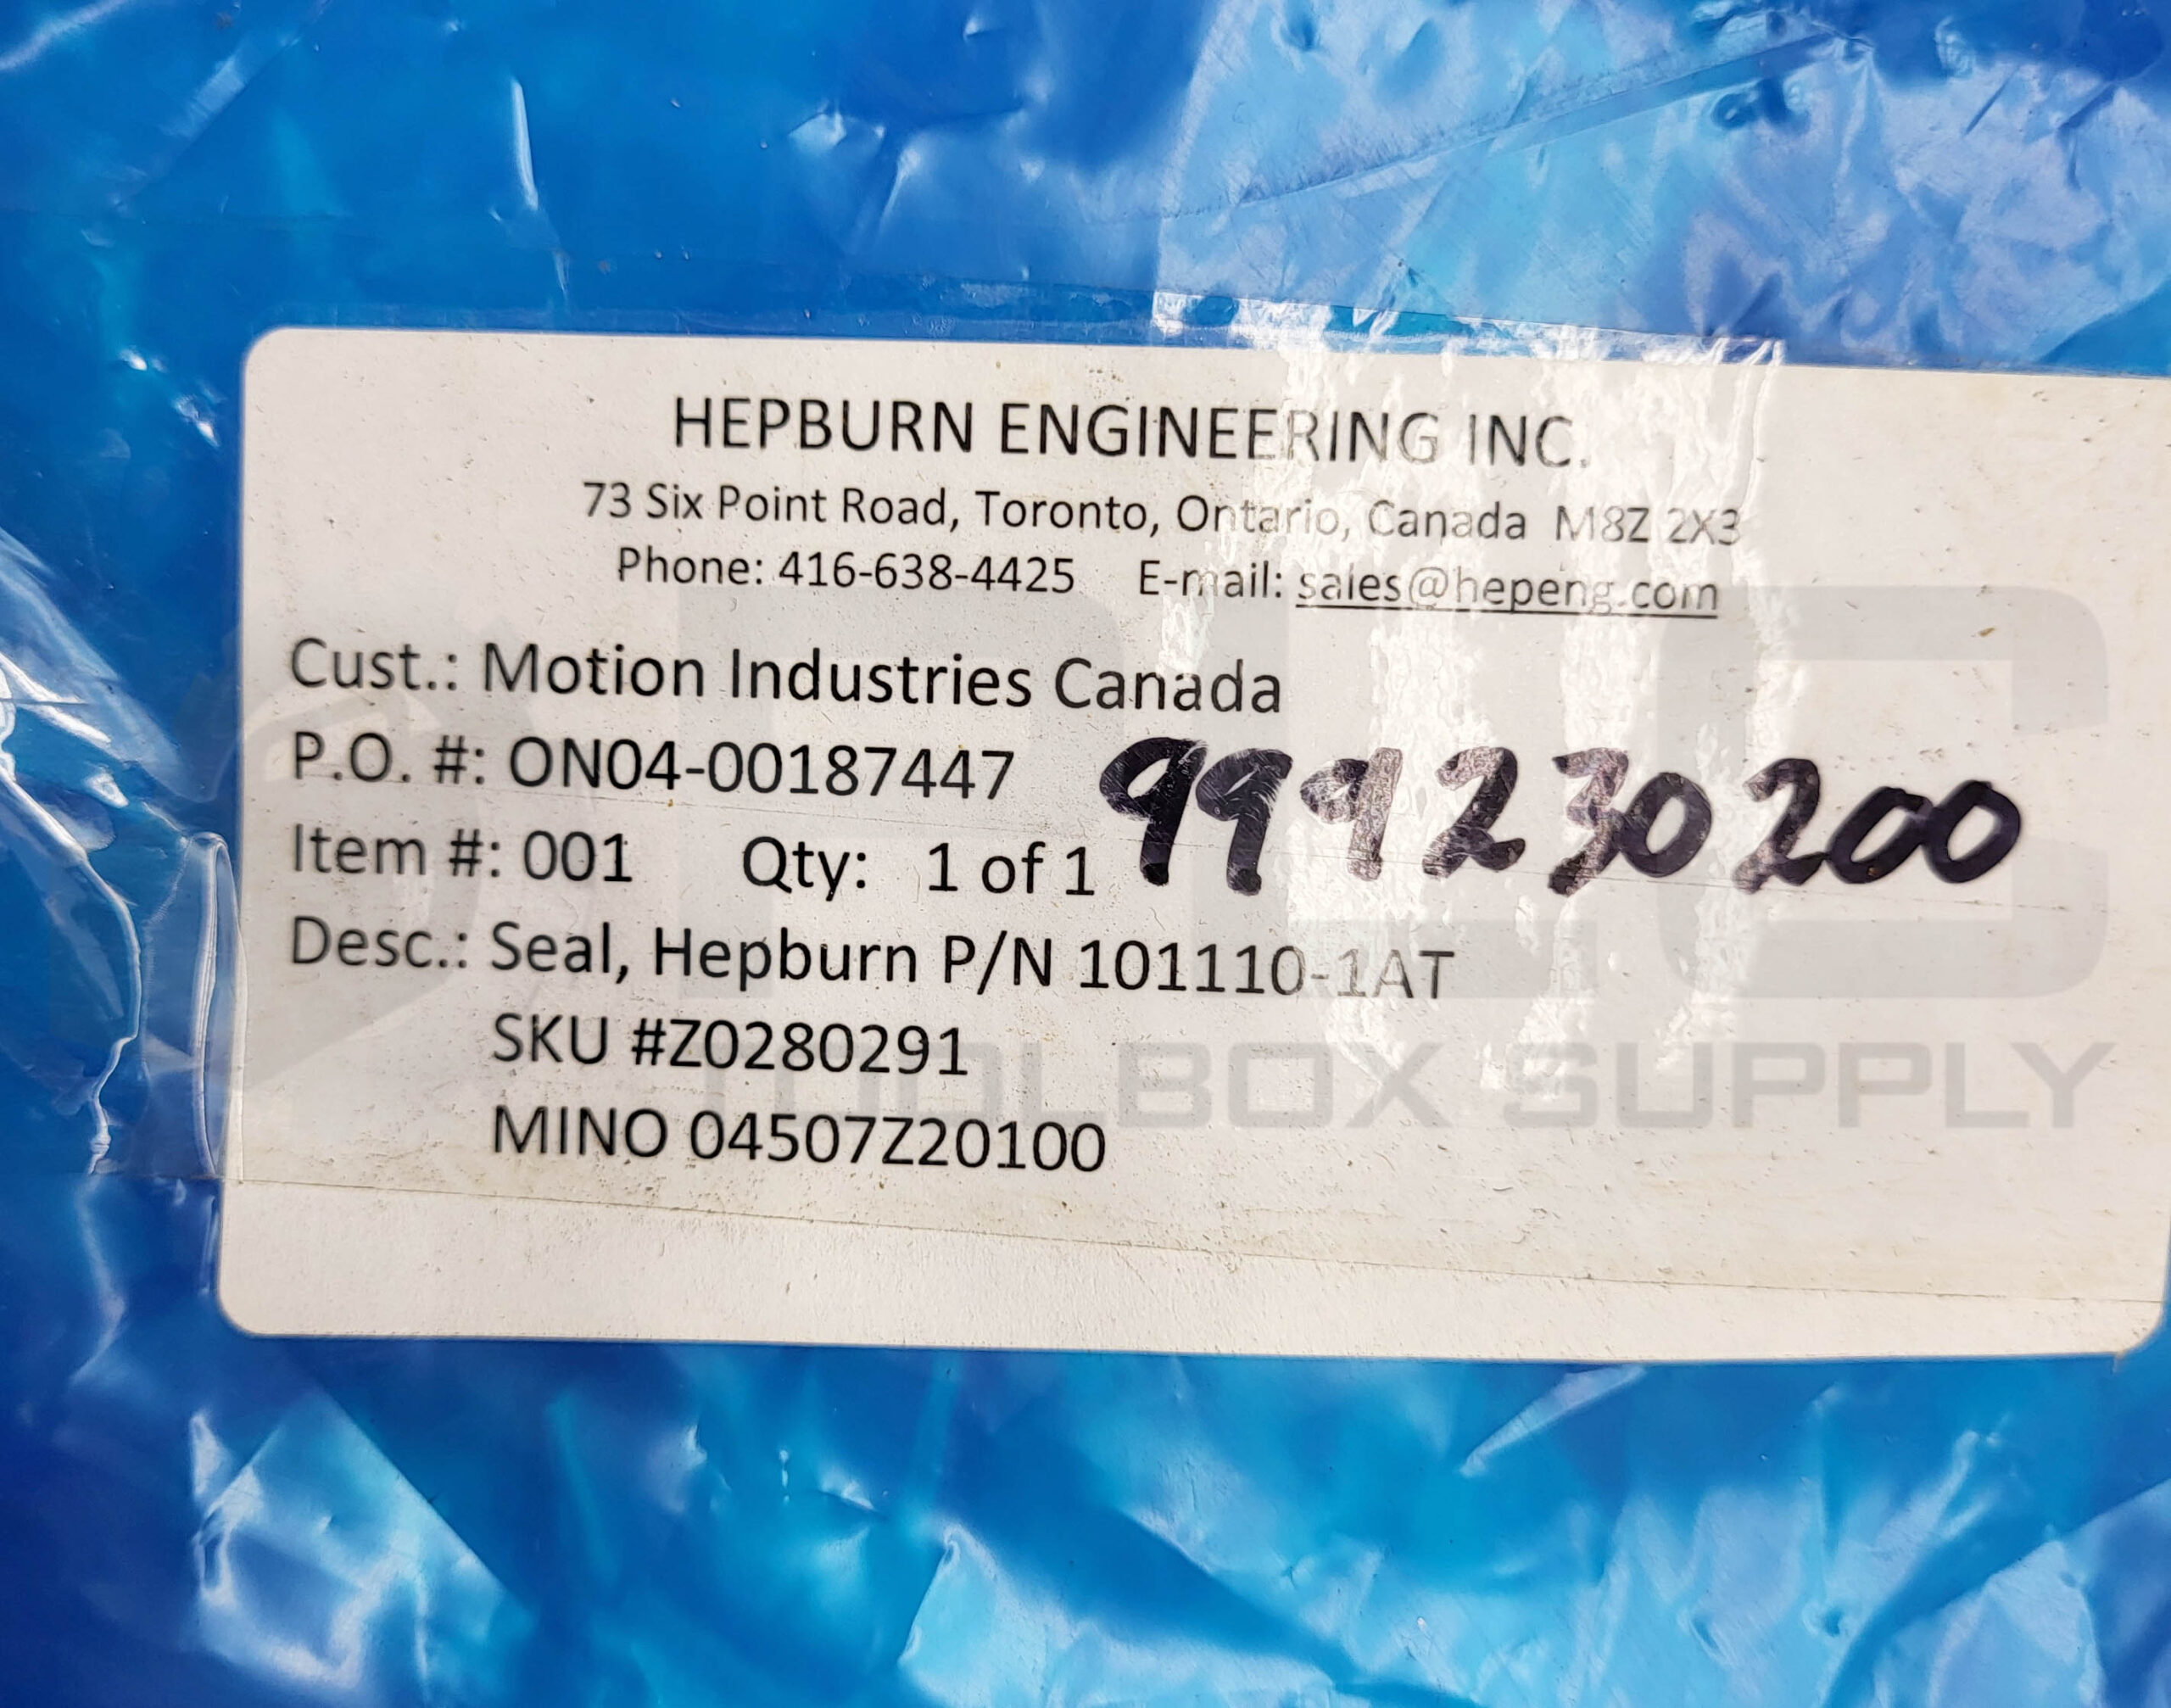 HEPBURN ENGINEERING INC.
73 Six Point Road, Toronto, Ontario, Canada M8Z 2X3
Phone: 416-638-4425 E-mail: sales@hepeng.com
Cust.: Motion Industries Canada
P.O. #: ON04-00187447
999230200
Item #: 001 Qty: 1 of 1
Desc.: Seal, Hepburn P/N 101110-1AT
SKU #Z0280291
MINO 04507Z20100
PLC
TOOLBOX SUPPLY